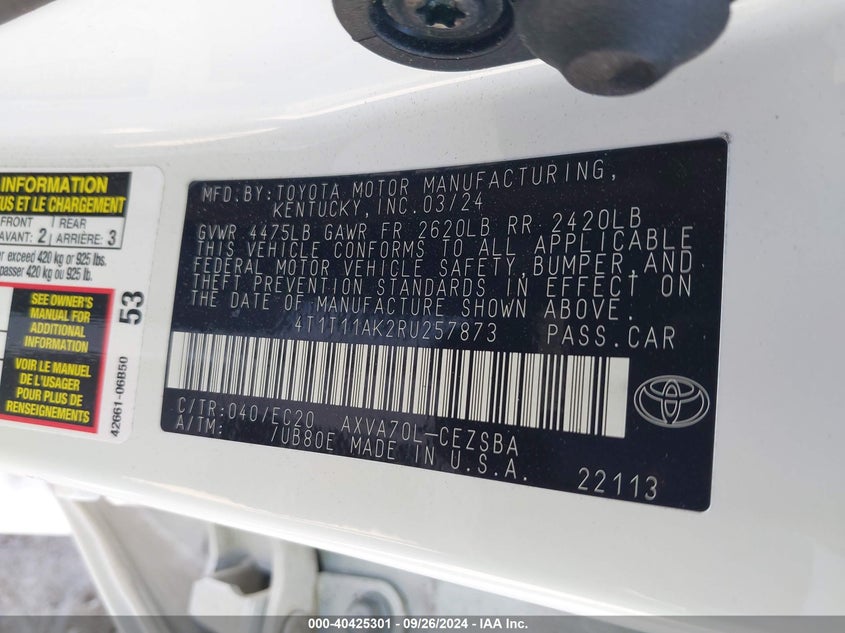 INFORMATION
TUS ET LE CHARGEMENT
FRONT
AVANT: 2
REAR
ARRIÈRE: 3
exceed 420 kg or 925 lbs.
passer 420 kg ou 925 lb.
SEE OWNER'S
MANUAL FOR
ADDITIONAL
INFORMATION
VOIR LE MANUEL
DE L'USAGER
POUR PLUS DE
RENSEIGNEMENTS
53
42661-06B50
MFD.BY:TOYOTA MOTOR MANUFACTURING,
KENTUCKY,INC.03/24
GVWR 4475LB GAWR FR 2620LB RR 2420LB
THIS VEHICLE CONFORMS TO ALL APPLICABLE
FEDERAL MOTOR VEHICLE SAFETY,BUMPER,AND
THEFT PREVENTION STANDARDS IN EFFECT ON
THE DATE OF MANUFACTURE SHOWN ABOVE.
4T1T11AK2RU257873 PASS.CAR
C/TR:040/EC20 AXVA70L-CEZSBA
A/TM: /UB80E MADE IN U.S.A.
22113
000-40425301 - 09/26/2024 - IAA Inc.